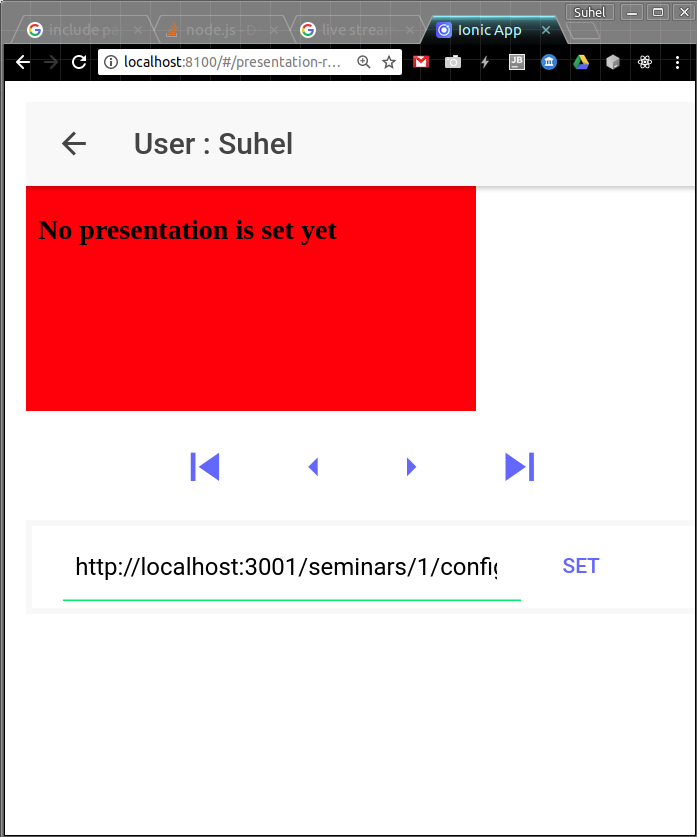 Suhel
include pa
node.js - D
live stream
Ionic App
localhost:8100/#/presentation-r...
JB
User : Suhel
No presentation is set yet
http://localhost:3001/seminars/1/config
SET